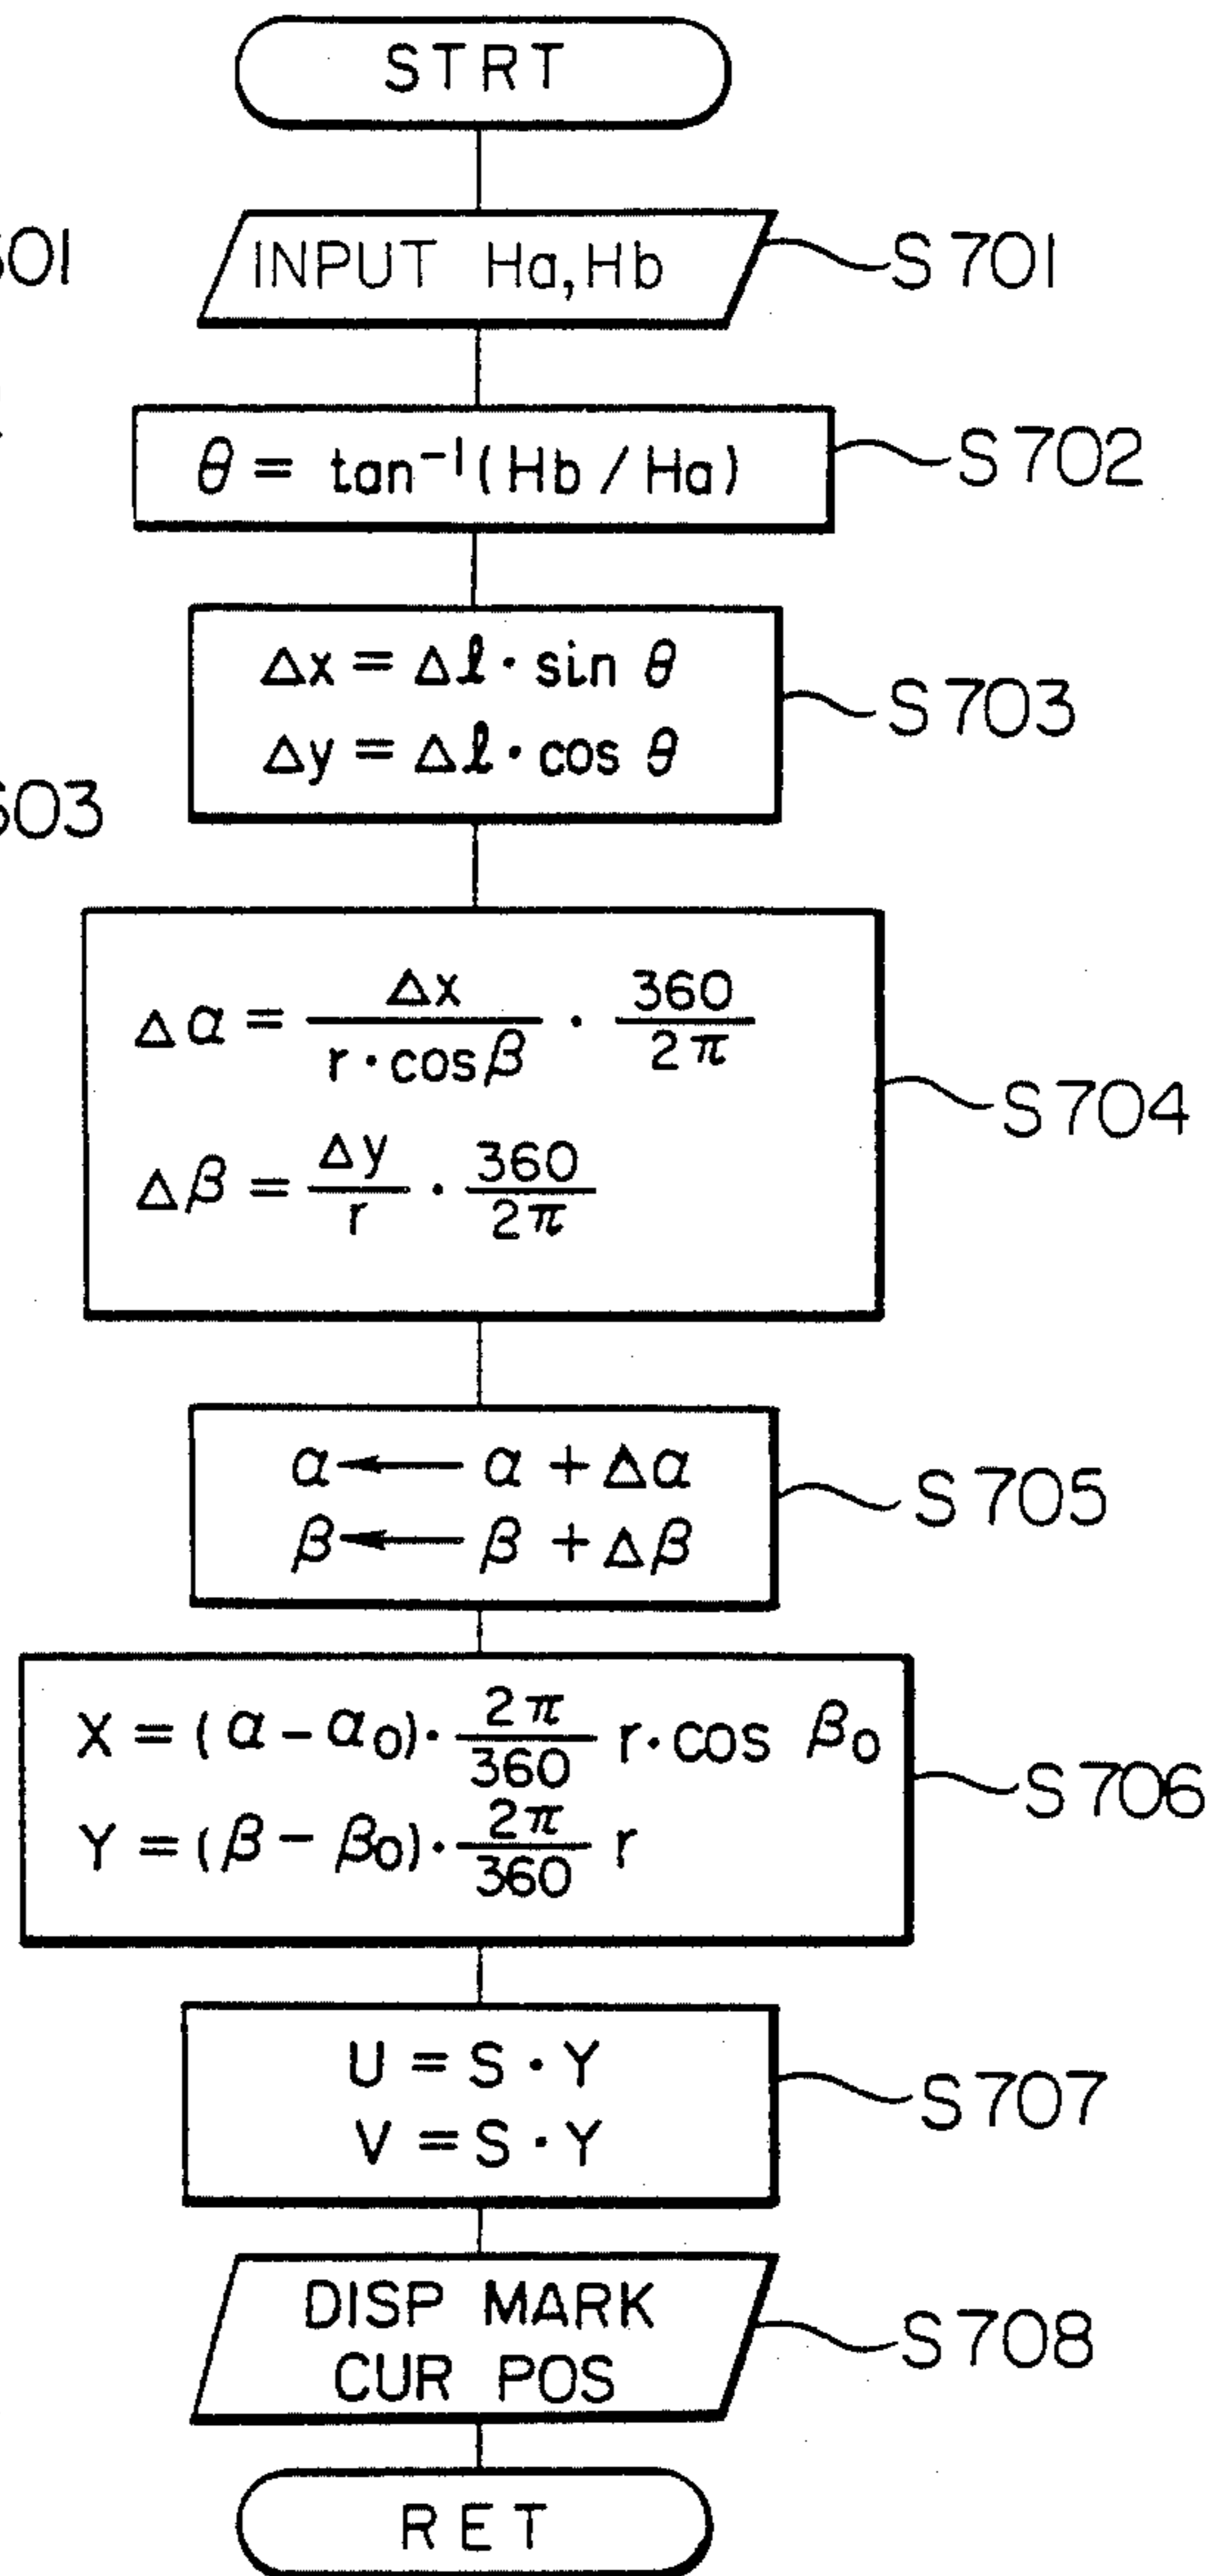 STRT
INPUT Ha, Hb
S701
θ = tan⁻¹(Hb / Ha)
S702
Δx = Δℓ · sin θ
Δy = Δℓ · cos θ
S703
603
Δα = Δx / (r · cosβ) · 360 / 2π
S704
Δβ = Δy / r · 360 / 2π
α ← α + Δα
S705
β ← β + Δβ
X = (α - α₀) · 2π / 360 r · cos β₀
S706
Y = (β - β₀) · 2π / 360 r
U = S · Y
S707
V = S · Y
DISP MARK
S708
CUR POS
RET